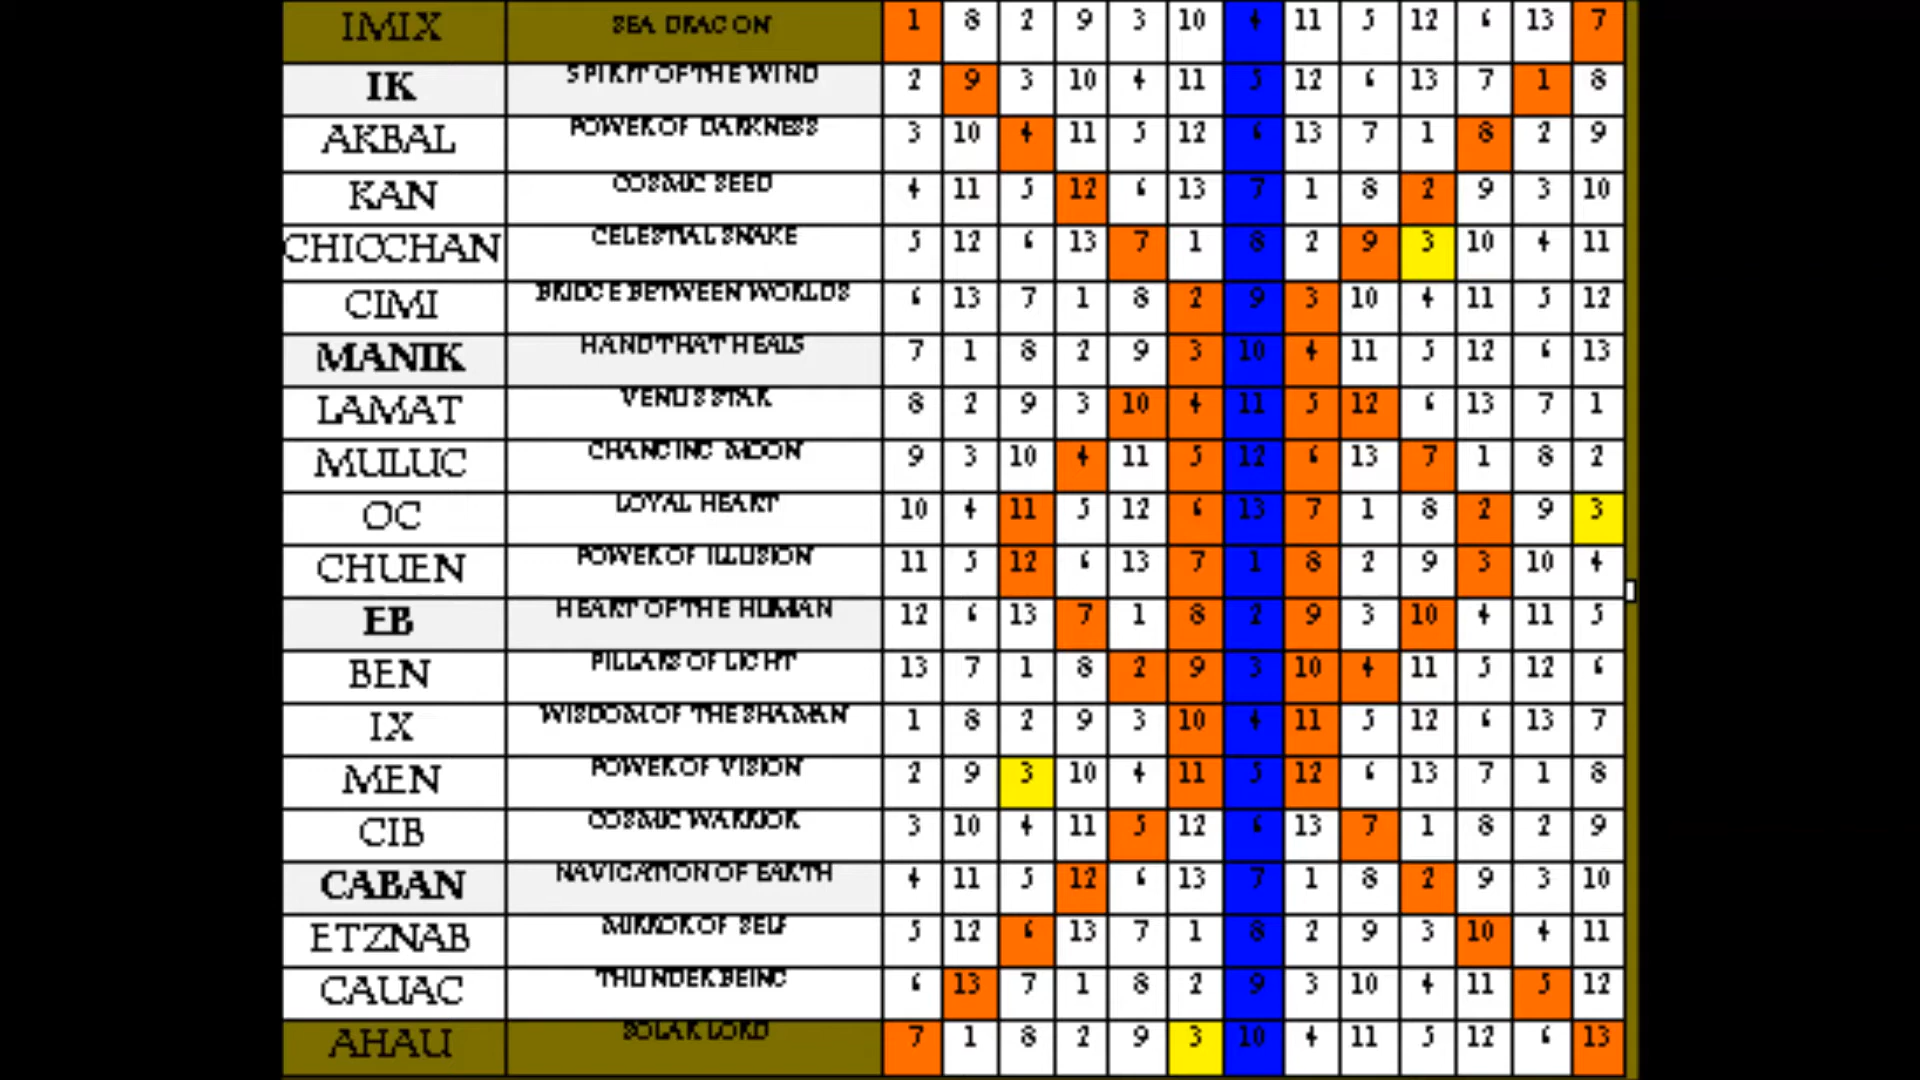 IMIX SEA DRAGON 1 8 2 9 3 10 4 11 5 12 6 13 7
IK SPIRIT OF THE WIND 2 9 3 10 4 11 5 12 6 13 7 1 8
AKBAL POWER OF DARKNESS 3 10 4 11 5 12 6 13 7 1 8 2 9
KAN COSMIC SEED 4 11 5 12 6 13 7 1 8 2 9 3 10
CHICCHAN CELESTIAL SNAKE 5 12 6 13 7 1 8 2 9 3 10 4 11
CIMI BRIDGE BETWEEN WORLDS 6 13 7 1 8 2 9 3 10 4 11 5 12
MANIK HAND THAT HEALS 7 1 8 2 9 3 10 4 11 5 12 6 13
LAMAT VENUS STAR 8 2 9 3 10 4 11 5 12 6 13 7 1
MULUC CHANGING MOON 9 3 10 4 11 5 12 6 13 7 1 8 2
OC LOYAL HEART 10 4 11 5 12 6 13 7 1 8 2 9 3
CHUEN POWER OF ILLUSION 11 5 12 6 13 7 1 8 2 9 3 10 4
EB HEART OF THE HUMAN 12 6 13 7 1 8 2 9 3 10 4 11 5
BEN PILLARS OF LIGHT 13 7 1 8 2 9 3 10 4 11 5 12 6
IX WISDOM OF THE SHAMAN 1 8 2 9 3 10 4 11 5 12 6 13 7
MEN POWER OF VISION 2 9 3 10 4 11 5 12 6 13 7 1 8
CIB COSMIC WARRIOR 3 10 4 11 5 12 6 13 7 1 8 2 9
CABAN NAVIGATION OF EARTH 4 11 5 12 6 13 7 1 8 2 9 3 10
ETZNAB MIRROR OF SELF 5 12 6 13 7 1 8 2 9 3 10 4 11
CAUAC THUNDER BEING 6 13 7 1 8 2 9 3 10 4 11 5 12
AHAU SOLAR LORD 7 1 8 2 9 3 10 4 11 5 12 6 13